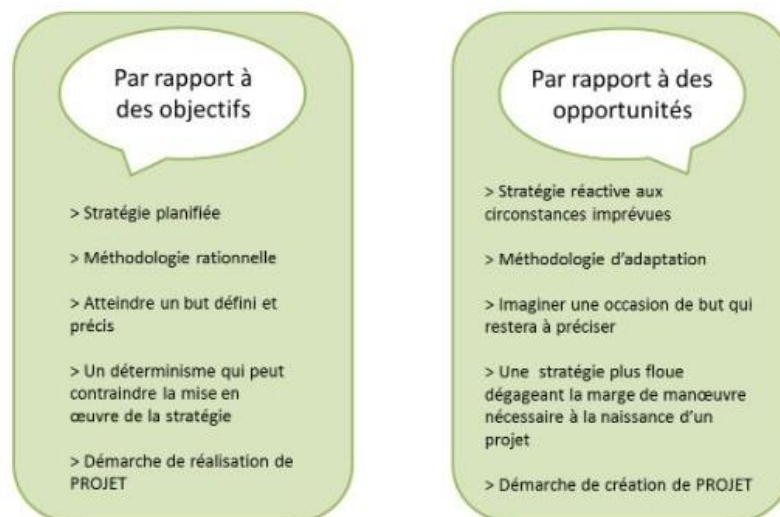 Par rapport à
des objectifs
> Stratégie planifiée
> Méthodologie rationnelle
> Atteindre un but défini et
précis
> Un déterminisme qui peut
contraindre la mise en
œuvre de la stratégie
> Démarche de réalisation de
PROJET
Par rapport à des
opportunités
> Stratégie réactive aux
circonstances imprévues
> Méthodologie d'adaptation
> Imaginer une occasion de but qui
restera à préciser
> Une stratégie plus floue
dégageant la marge de manœuvre
nécessaire à la naissance d'un
projet
> Démarche de création de PROJET